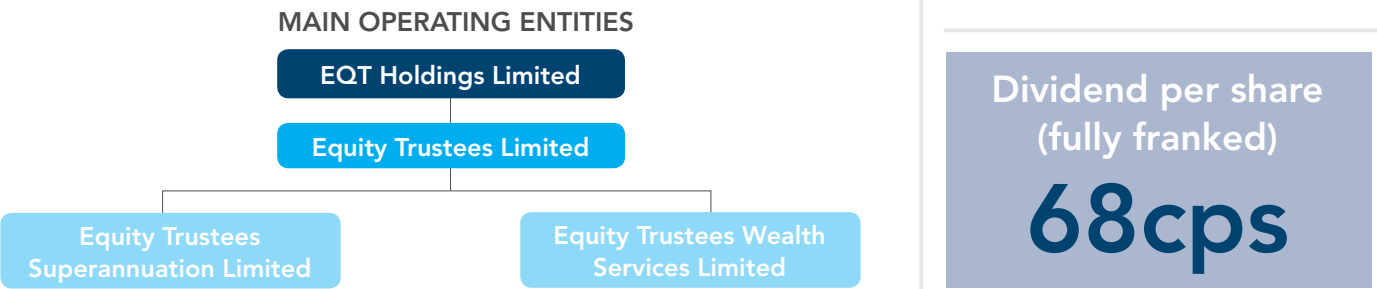 MAIN OPERATING ENTITIES
EQT Holdings Limited
Equity Trustees Limited
Equity Trustees
Superannuation Limited
Equity Trustees Wealth
Services Limited
Dividend per share
(fully franked)
68cps